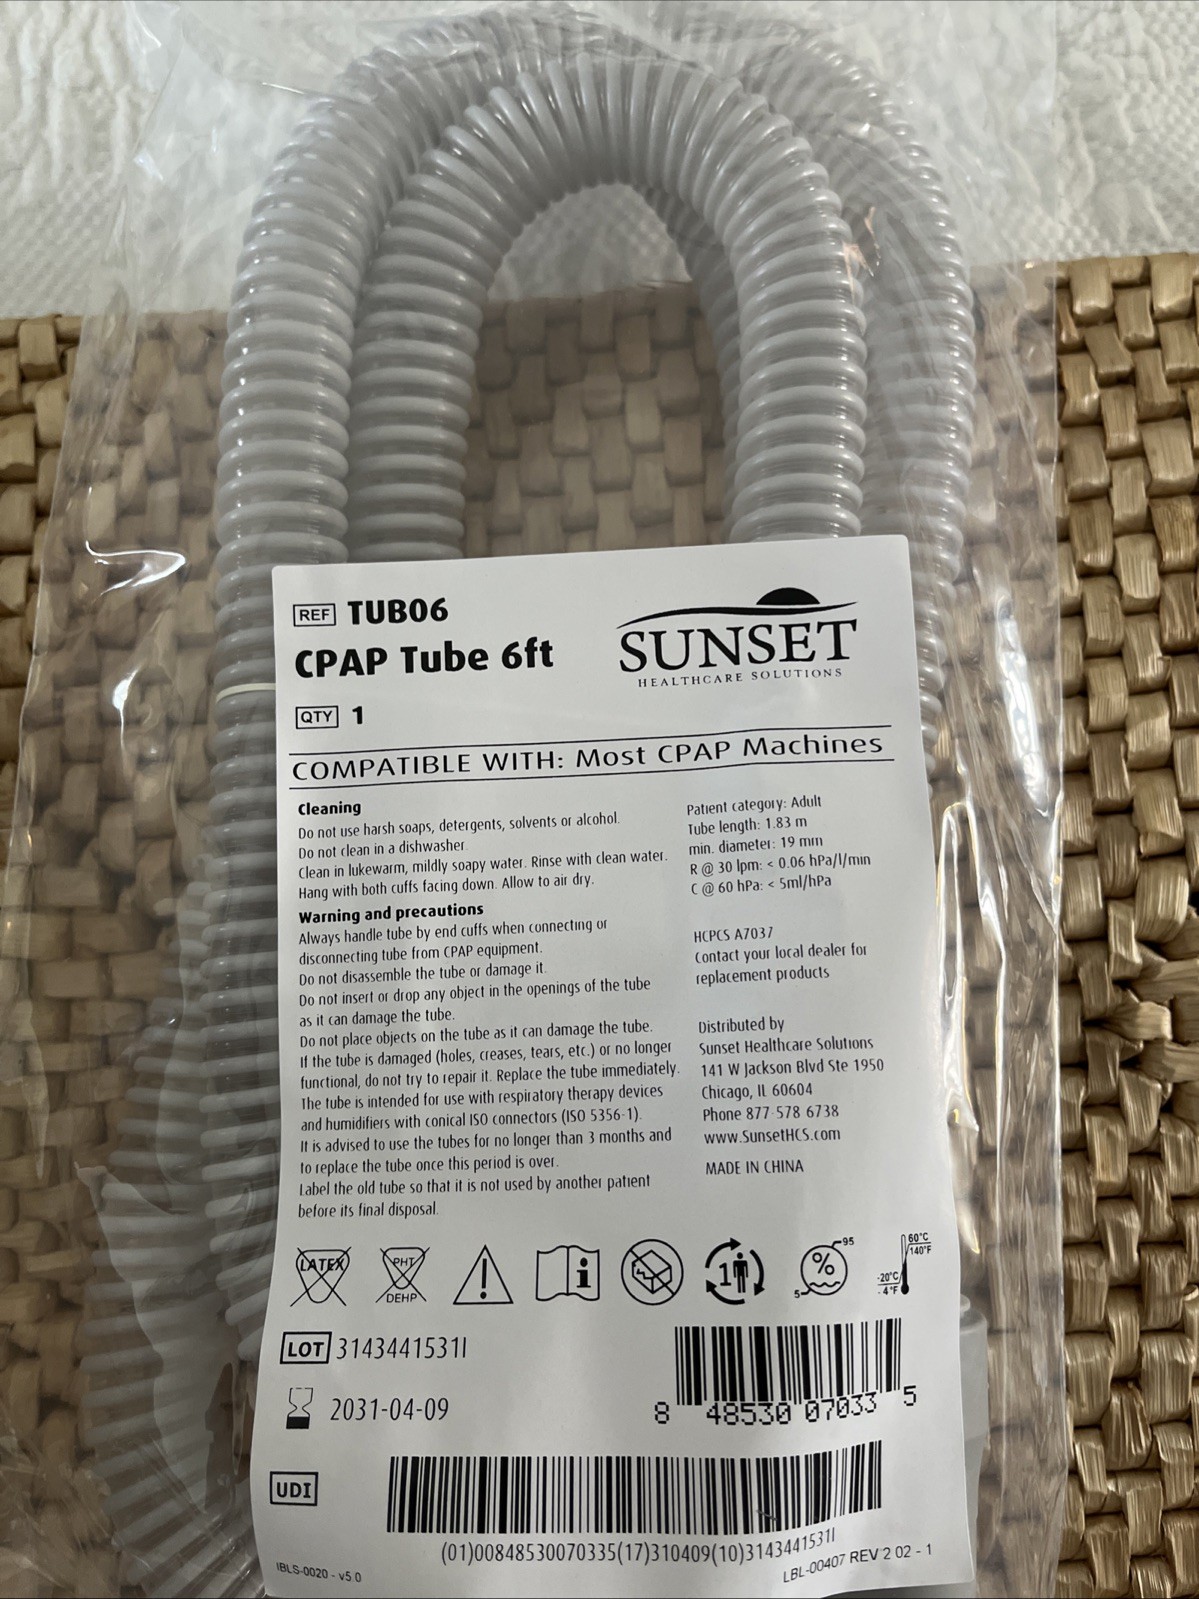 REF TUB06
CPAP Tube 6ft
SUNSET
HEALTHCARE SOLUTIONS
QTY 1
COMPATIBLE WITH: Most CPAP Machines
Cleaning
Do not use harsh soaps, detergents, solvents or alcohol.
Do not clean in a dishwasher.
Clean in lukewarm, mildly soapy water. Rinse with clean water.
Hang with both cuffs facing down. Allow to air dry.
Warning and precautions
Always handle tube by end cuffs when connecting or
disconnecting tube from CPAP equipment.
Do not disassemble the tube or damage it.
Do not insert or drop any object in the openings of the tube
as it can damage the tube.
Do not place objects on the tube as it can damage the tube.
If the tube is damaged (holes, creases, tears, etc.) or no longer
functional, do not try to repair it. Replace the tube immediately.
The tube is intended for use with respiratory therapy devices
and humidifiers with conical ISO connectors (ISO 5356-1).
It is advised to use the tubes for no longer than 3 months and
to replace the tube once this period is over.
Label the old tube so that it is not used by another patient
before its final disposal.
Patient category: Adult
Tube length: 1.83 m
min. diameter: 19 mm
R @ 30 lpm: < 0.06 hPa/l/min
C @ 60 hPa: < 5ml/hPa
HCPCS A7037
Contact your local dealer for
replacement products
Distributed by
Sunset Healthcare Solutions
141 W Jackson Blvd Ste 1950
Chicago, IL 60604
Phone 877 578 6738
www.SunsetHCS.com
MADE IN CHINA
LATEX
PHT
DEHP
i
1
%
95
5
60°C
140°F
-20°C
-4°F
LOT 3143441531I
2031-04-09
8 48530 07033 5
UDI
(01)00848530070335(17)310409(10)3143441531I
IBLS-0020 - v5 0
LBL-00407 REV 2 02 - 1